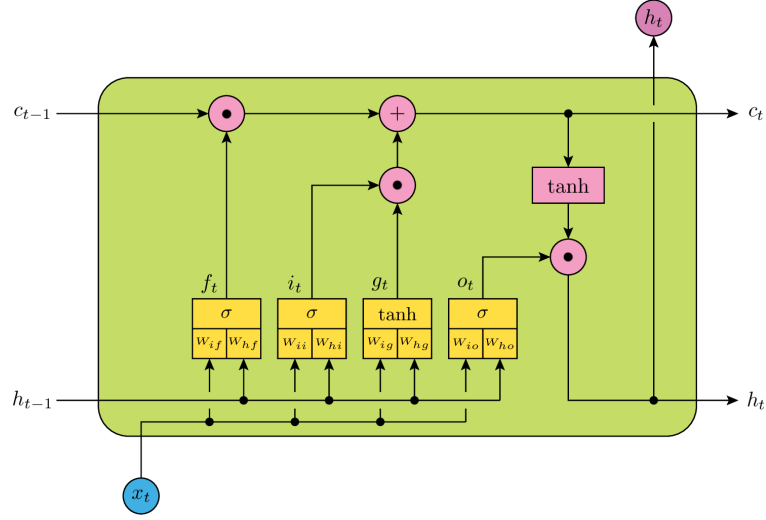 h_t
c_{t−1} + c_t
tanh
f_t i_t g_t o_t
σ σ tanh σ
W_{if} W_{hf} W_{ii} W_{hi} W_{ig} W_{hg} W_{io} W_{ho}
h_{t−1} h_t
x_t